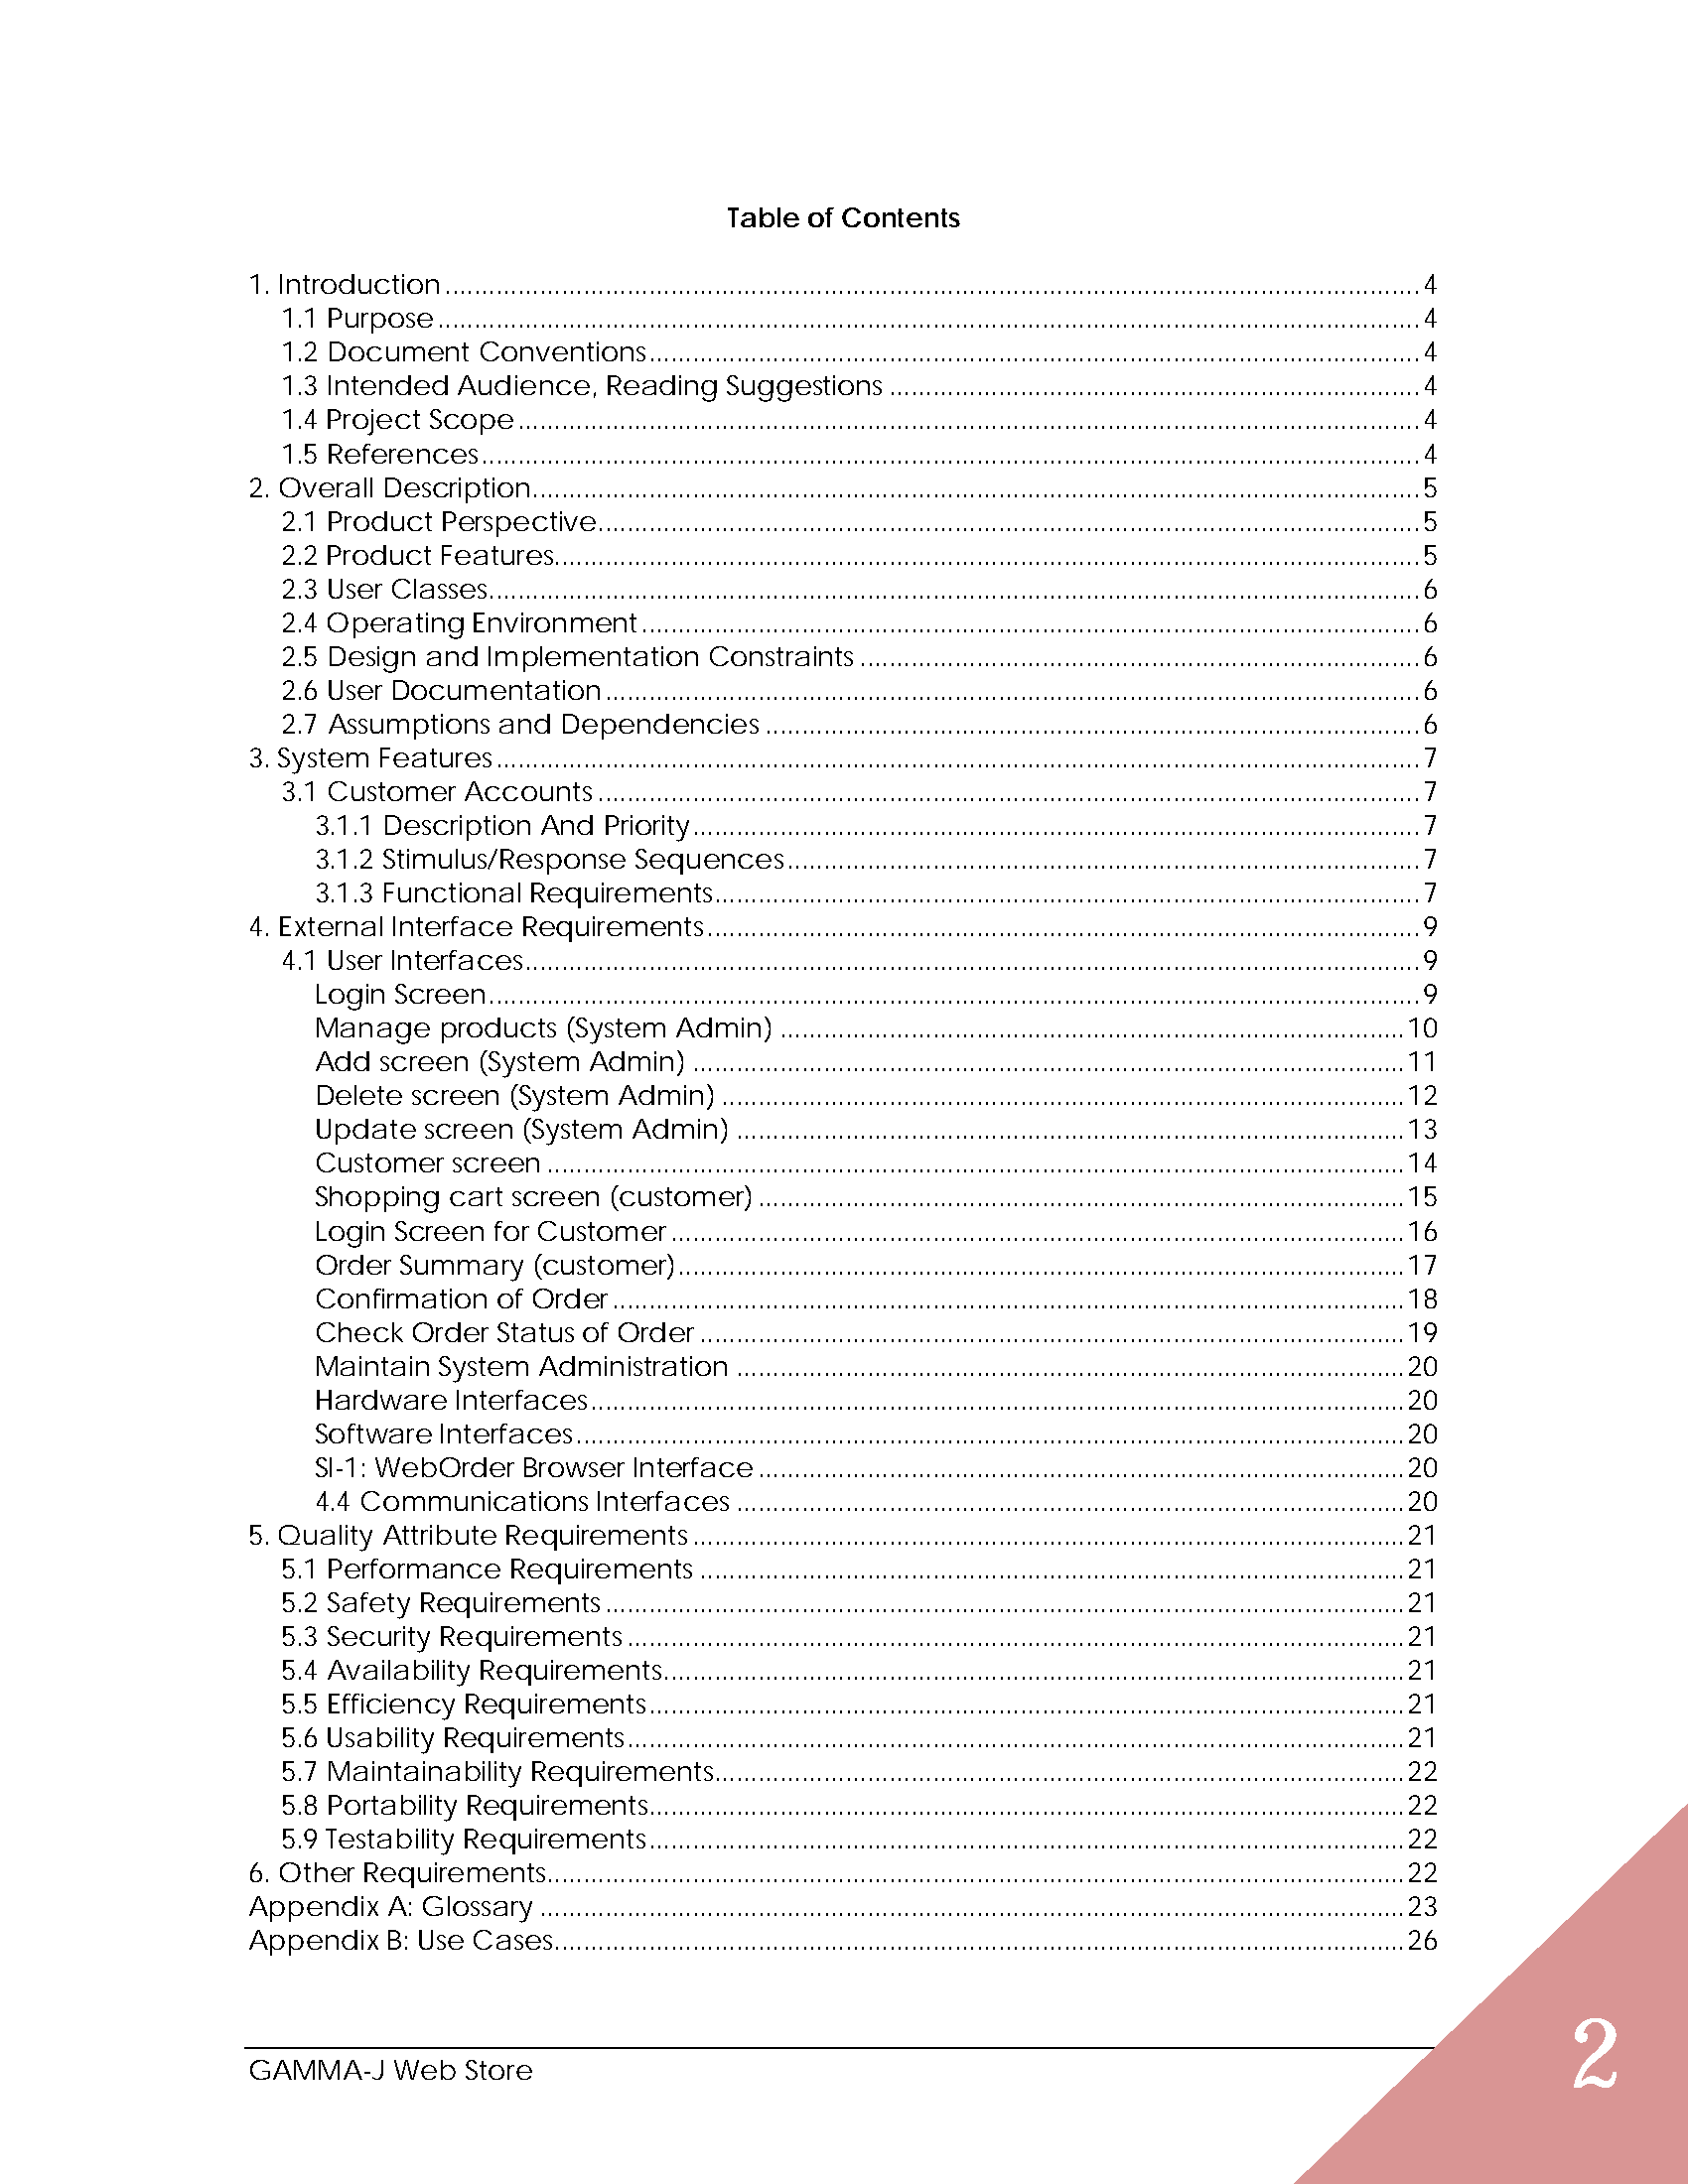 Table of Contents
1. Introduction........................................4
1.1 Purpose........................................4
1.2 Document Conventions........................................4
1.3 Intended Audience, Reading Suggestions........................................4
1.4 Project Scope........................................4
1.5 References........................................4
2. Overall Description........................................5
2.1 Product Perspective........................................5
2.2 Product Features........................................5
2.3 User Classes........................................6
2.4 Operating Environment........................................6
2.5 Design and Implementation Constraints........................................6
2.6 User Documentation........................................6
2.7 Assumptions and Dependencies........................................6
3. System Features........................................7
3.1 Customer Accounts........................................7
3.1.1 Description And Priority........................................7
3.1.2 Stimulus/Response Sequences........................................7
3.1.3 Functional Requirements........................................7
4. External Interface Requirements........................................9
4.1 User Interfaces........................................9
Login Screen........................................9
Manage products (System Admin)........................................10
Add screen (System Admin)........................................11
Delete screen (System Admin)........................................12
Update screen (System Admin)........................................13
Customer screen........................................14
Shopping cart screen (customer)........................................15
Login Screen for Customer........................................16
Order Summary (customer)........................................17
Confirmation of Order........................................18
Check Order Status of Order........................................19
Maintain System Administration........................................20
Hardware Interfaces........................................20
Software Interfaces........................................20
SI-1: WebOrder Browser Interface........................................20
4.4 Communications Interfaces........................................20
5. Quality Attribute Requirements........................................21
5.1 Performance Requirements........................................21
5.2 Safety Requirements........................................21
5.3 Security Requirements........................................21
5.4 Availability Requirements........................................21
5.5 Efficiency Requirements........................................21
5.6 Usability Requirements........................................21
5.7 Maintainability Requirements........................................22
5.8 Portability Requirements........................................22
5.9 Testability Requirements........................................22
6. Other Requirements........................................22
Appendix A: Glossary........................................23
Appendix B: Use Cases........................................26
GAMMA-J Web Store
2